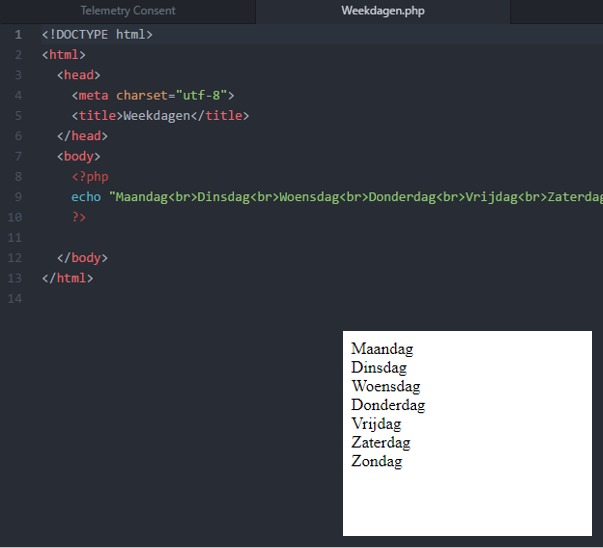 Telemetry Consent Weekdagen.php
1 <!DOCTYPE html>
2 <html>
3 <head>
4 <meta charset="utf-8">
5 <title>Weekdagen</title>
6 </head>
7 <body>
8 <?php
9 echo "Maandag<br>Dinsdag<br>Woensdag<br>Donderdag<br>Vrijdag<br>Zaterdag
10 ?>
11
12 </body>
13 </html>
14
Maandag
Dinsdag
Woensdag
Donderdag
Vrijdag
Zaterdag
Zondag